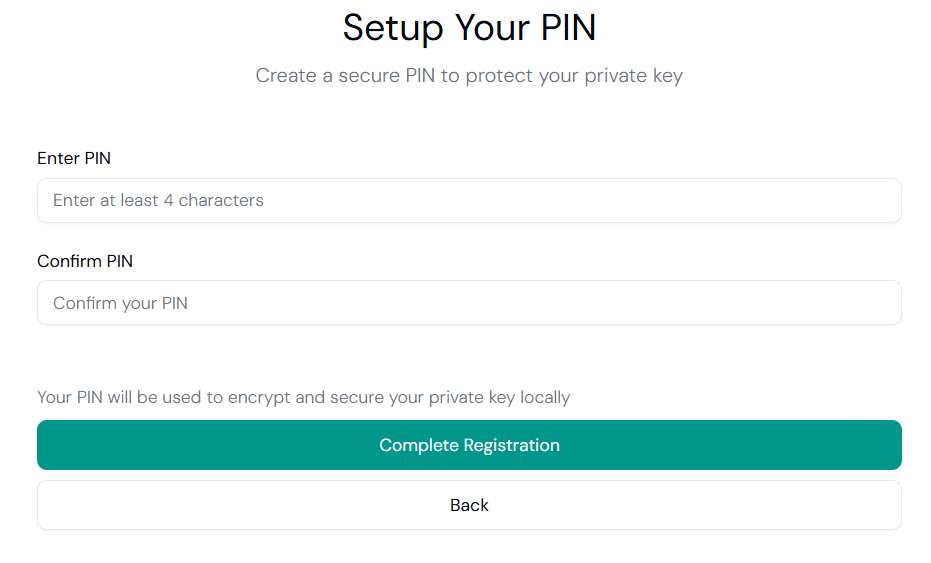 Setup Your PIN
Create a secure PIN to protect your private key
Enter PIN
Enter at least 4 characters
Confirm PIN
Confirm your PIN
Your PIN will be used to encrypt and secure your private key locally
Complete Registration
Back